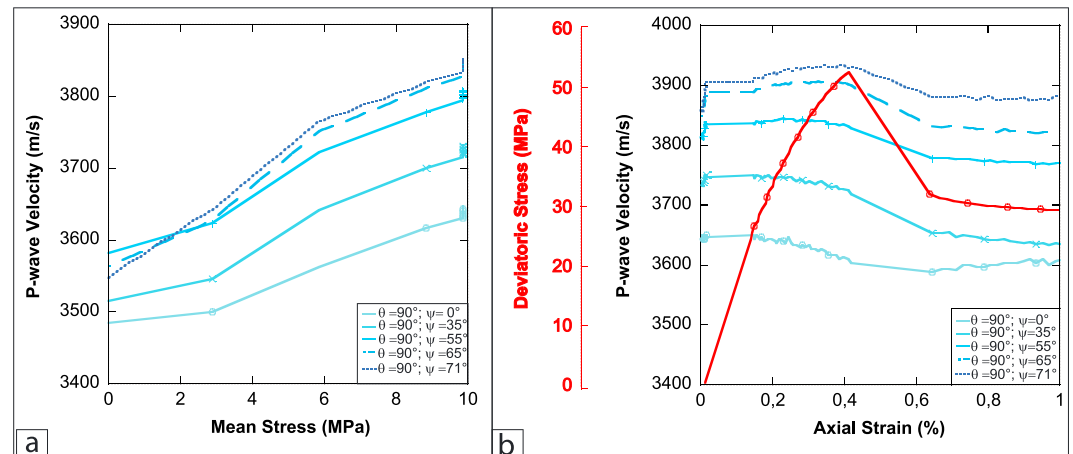 3900
3800
3700
3600
3500
3400
P-wave Velocity (m/s)
0
2
4
6
8
10
Mean Stress (MPa)
θ =90°; ψ= 0°
θ =90°; ψ =35°
θ =90°; ψ =55°
θ =90°; ψ =65°
θ =90°; ψ =71°
a
60
50
40
30
20
10
0
Deviatoric Stress (MPa)
4000
3900
3800
3700
3600
3500
3400
P-wave Velocity (m/s)
0
0,2
0,4
0,6
0,8
1
Axial Strain (%)
θ =90°; ψ=0°
θ =90°; ψ=35°
θ =90°; ψ=55°
θ =90°; ψ=65°
θ =90°; ψ=71°
b